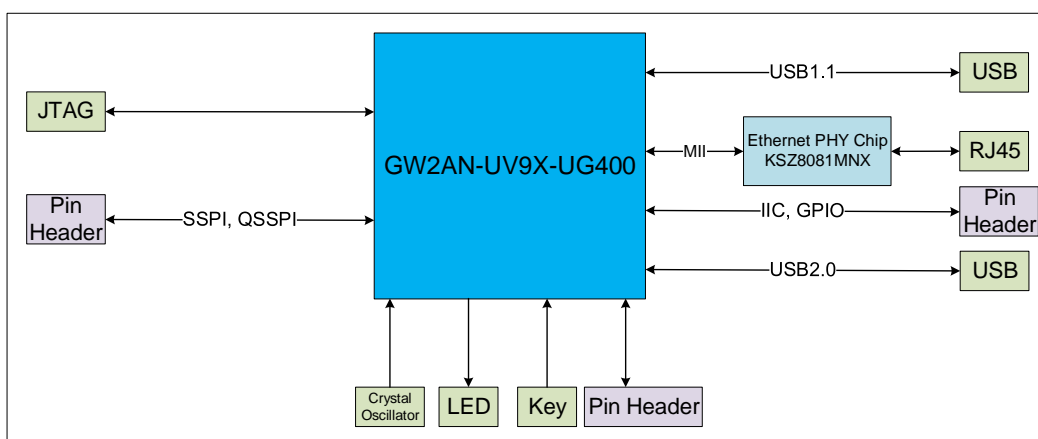 JTAG
Pin
Header
SSPI, QSSPI
GW2AN-UV9X-UG400
USB1.1
USB
MII
Ethernet PHY Chip
KSZ8081MNX
RJ45
IIC, GPIO
Pin
Header
USB2.0
USB
Crystal
Oscillator
LED
Key
Pin Header